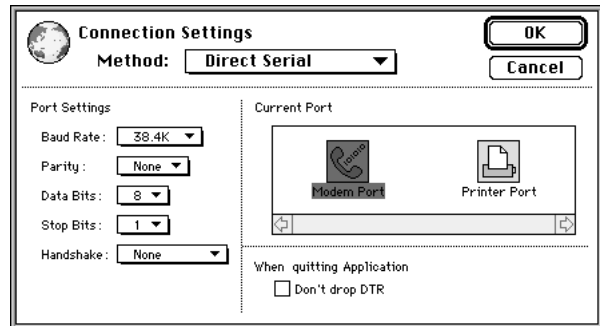 Connection Settings
Method: Direct Serial
OK
Cancel
Port Settings
Baud Rate: 38.4K
Parity: None
Data Bits: 8
Stop Bits: 1
Handshake: None
Current Port
Modem Port
Printer Port
When quitting Application
Don't drop DTR